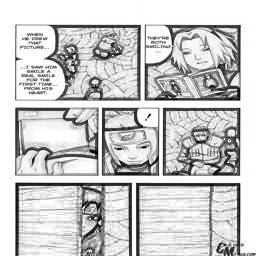 WHEN
HE DREW
THAT
PICTURE...
...I SAW HIM
SMILE A
REAL SMILE
FOR THE
FIRST TIME...
...FROM HIS
HEART.
THEY'RE
BOTH
SMILING...
!